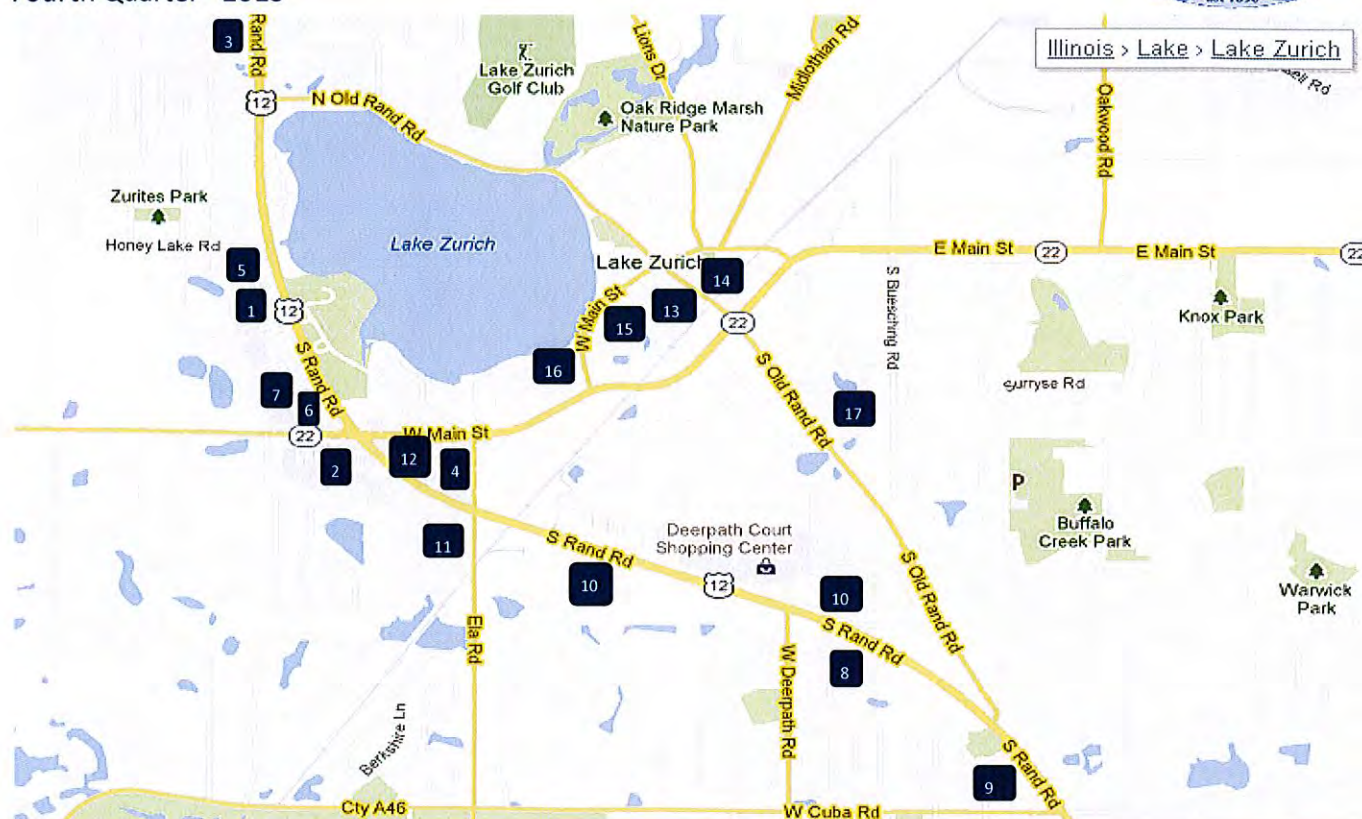 Rand Rd
3
12
N Old Rand Rd
Lake Zurich
Golf Club
Lions Dr
Midlothian Rd
Oak Ridge Marsh
Nature Park
Illinois > Lake > Lake Zurich
Oakwood Rd
Zurites Park
Honey Lake Rd
5
1
12
S Rand Rd
Lake Zurich
Lake Zurich
14
13
15
W Main St
16
22
E Main St
22
E Main St
22
S Buesching Rd
Knox Park
Surryse Rd
7
6
22
W Main St
2
12
4
11
S Old Rand Rd
17
P
Buffalo
Creek Park
Warwick
Park
Deerpath Court
Shopping Center
S Rand Rd
10
12
10
S Rand Rd
8
S Old Rand Rd
Ela Rd
W Deerpath Rd
Berkshire Ln
Cty A46
W Cuba Rd
9
S Rand Rd